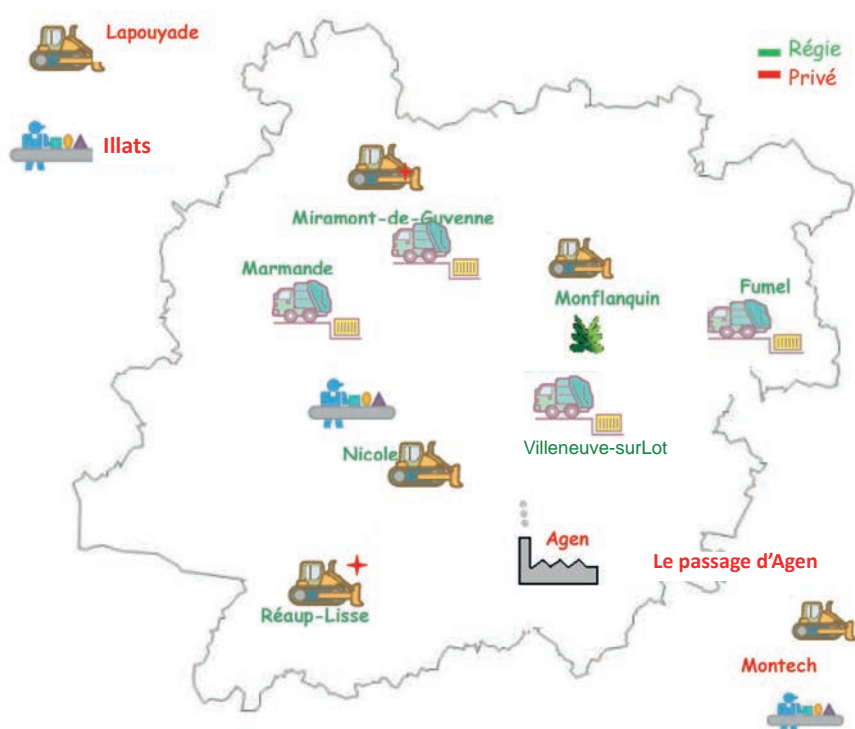 Lapouyade
Régie
Privé
Illats
Miramont-de-Guyenne
Marmande
Monflanquin
Fumel
Nicole
Villeneuve-surLot
Agen
Le passage d'Agen
Réaup-Lisse
Montech